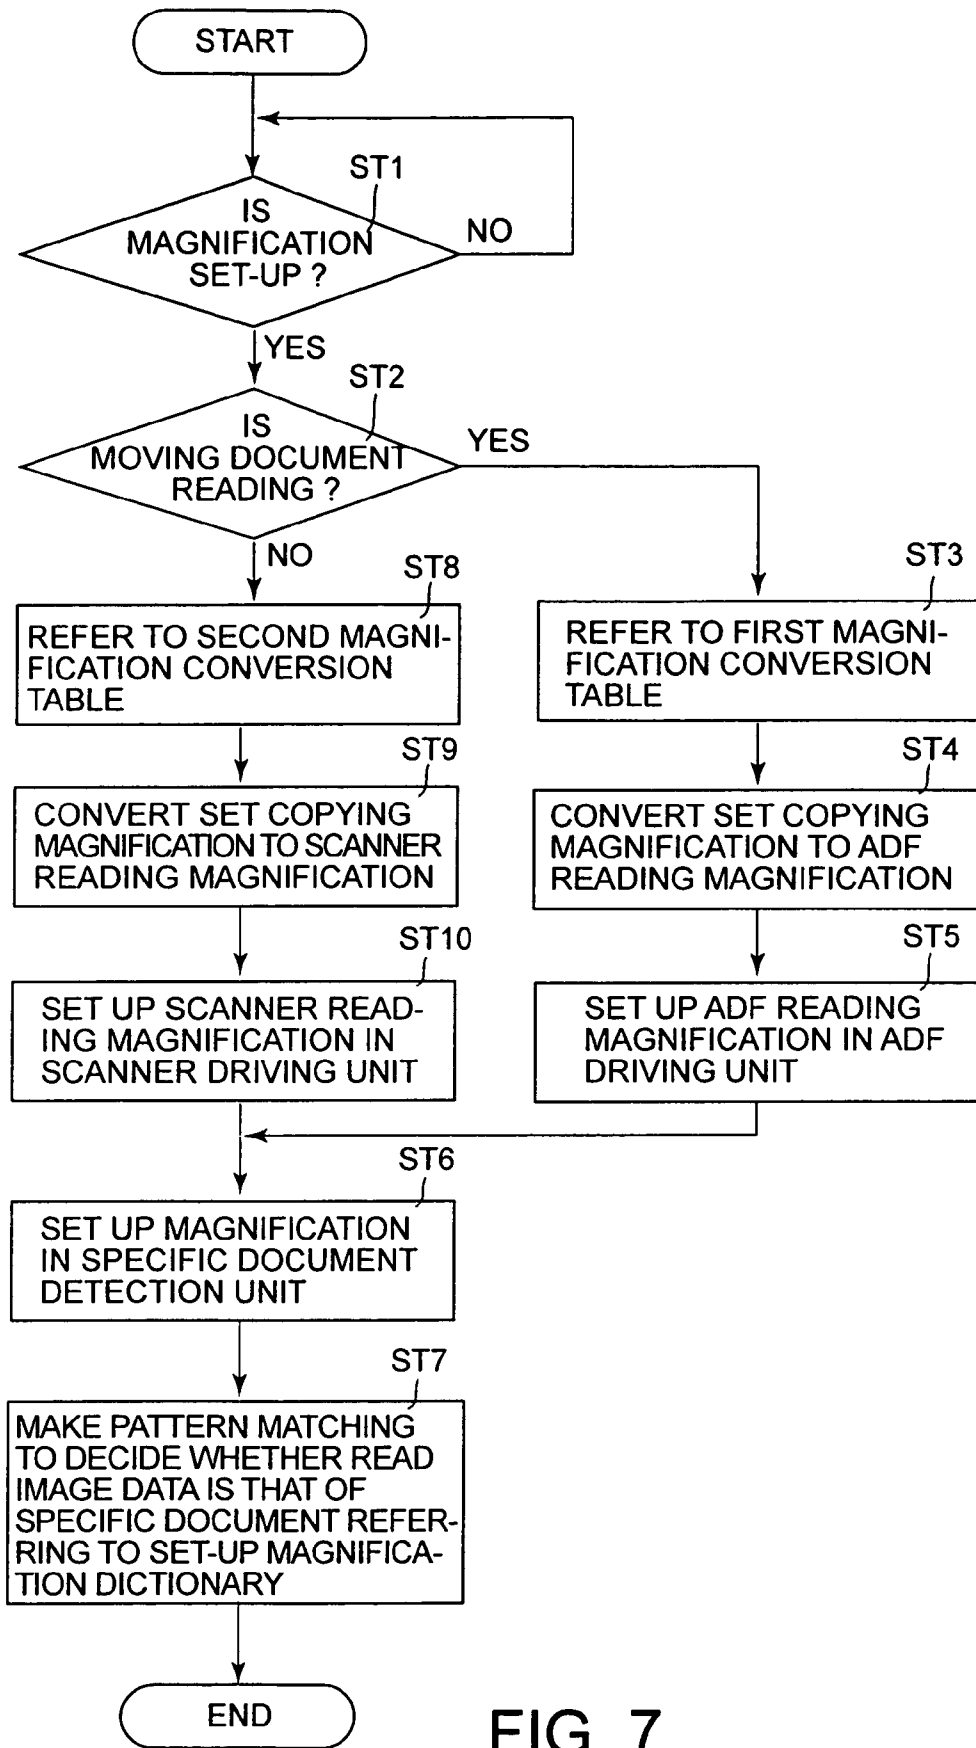 START
ST1
IS
MAGNIFICATION
SET-UP ?
NO
YES
ST2
IS
MOVING DOCUMENT
READING ?
YES
NO
ST8
REFER TO SECOND MAGNI-
FICATION CONVERSION
TABLE
ST3
REFER TO FIRST MAGNI-
FICATION CONVERSION
TABLE
ST9
CONVERT SET COPYING
MAGNIFICATION TO SCANNER
READING MAGNIFICATION
ST4
CONVERT SET COPYING
MAGNIFICATION TO ADF
READING MAGNIFICATION
ST10
SET UP SCANNER READ-
ING MAGNIFICATION IN
SCANNER DRIVING UNIT
ST5
SET UP ADF READING
MAGNIFICATION IN ADF
DRIVING UNIT
ST6
SET UP MAGNIFICATION
IN SPECIFIC DOCUMENT
DETECTION UNIT
ST7
MAKE PATTERN MATCHING
TO DECIDE WHETHER READ
IMAGE DATA IS THAT OF
SPECIFIC DOCUMENT REFER-
RING TO SET-UP MAGNIFICA-
TION DICTIONARY
END
FIG. 7